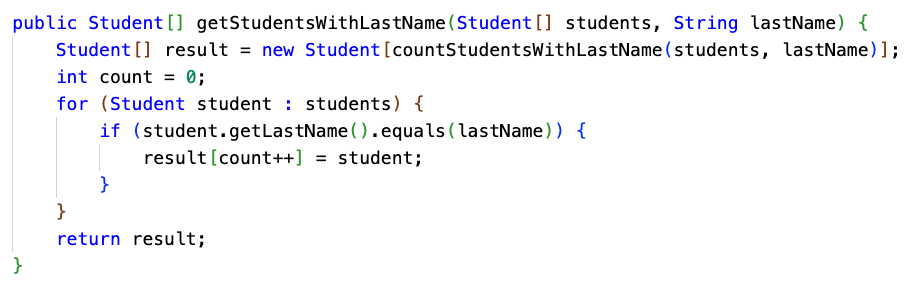 public Student[] getStudentsWithLastName(Student[] students, String lastName) {
    Student[] result = new Student[countStudentsWithLastName(students, lastName)];
    int count = 0;
    for (Student student : students) {
        if (student.getLastName().equals(lastName)) {
            result[count++] = student;
        }
    }
    return result;
}